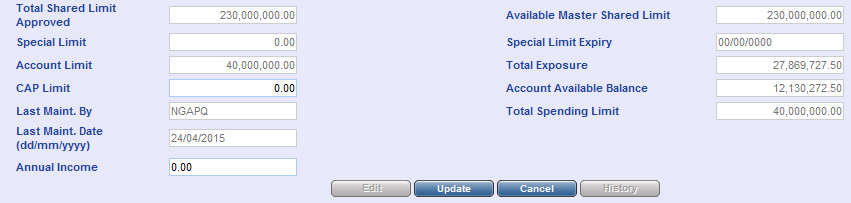 Total Shared Limit
Approved
230,000,000.00
Available Master Shared Limit
230,000,000.00
Special Limit
0.00
Special Limit Expiry
00/00/0000
Account Limit
40,000,000.00
Total Exposure
27,869,727.50
CAP Limit
0.00
Account Available Balance
12,130,272.50
Last Maint. By
NGAPQ
Total Spending Limit
40,000,000.00
Last Maint. Date
(dd/mm/yyyy)
24/04/2015
Annual Income
0.00
Edit
Update
Cancel
History